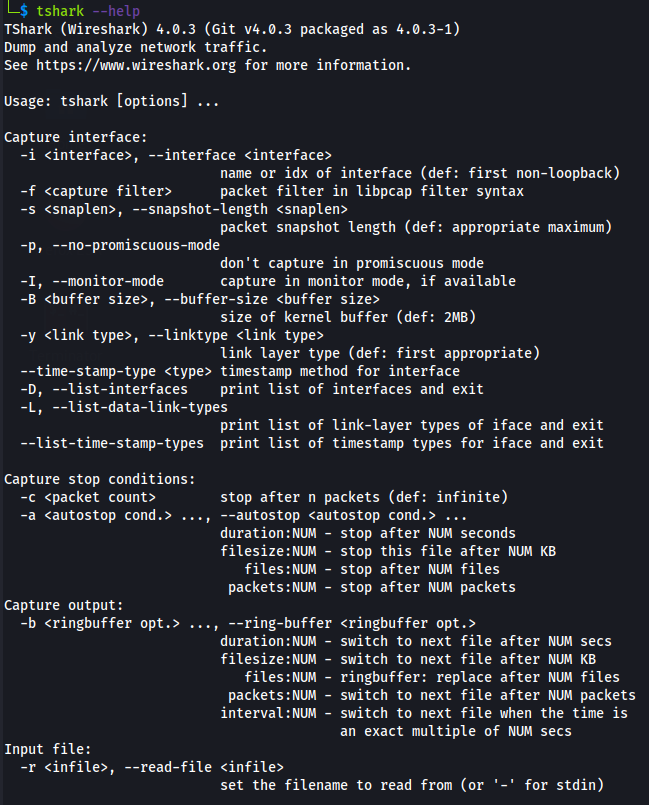 └─$ tshark --help
TShark (Wireshark) 4.0.3 (Git v4.0.3 packaged as 4.0.3-1)
Dump and analyze network traffic.
See https://www.wireshark.org for more information.

Usage: tshark [options] ...

Capture interface:
  -i <interface>, --interface <interface>
                           name or idx of interface (def: first non-loopback)
  -f <capture filter>      packet filter in libpcap filter syntax
  -s <snaplen>, --snapshot-length <snaplen>
                           packet snapshot length (def: appropriate maximum)
  -p, --no-promiscuous-mode
                           don't capture in promiscuous mode
  -I, --monitor-mode       capture in monitor mode, if available
  -B <buffer size>, --buffer-size <buffer size>
                           size of kernel buffer (def: 2MB)
  -y <link type>, --linktype <link type>
                           link layer type (def: first appropriate)
  --time-stamp-type <type> timestamp method for interface
  -D, --list-interfaces    print list of interfaces and exit
  -L, --list-data-link-types
                           print list of link-layer types of iface and exit
  --list-time-stamp-types  print list of timestamp types for iface and exit

Capture stop conditions:
  -c <packet count>        stop after n packets (def: infinite)
  -a <autostop cond.> ..., --autostop <autostop cond.> ...
                           duration:NUM - stop after NUM seconds
                           filesize:NUM - stop this file after NUM KB
                              files:NUM - stop after NUM files
                            packets:NUM - stop after NUM packets
Capture output:
  -b <ringbuffer opt.> ..., --ring-buffer <ringbuffer opt.>
                           duration:NUM - switch to next file after NUM secs
                           filesize:NUM - switch to next file after NUM KB
                              files:NUM - ringbuffer: replace after NUM files
                            packets:NUM - switch to next file after NUM packets
                           interval:NUM - switch to next file when the time is
                                          an exact multiple of NUM secs
Input file:
  -r <infile>, --read-file <infile>
                           set the filename to read from (or '-' for stdin)